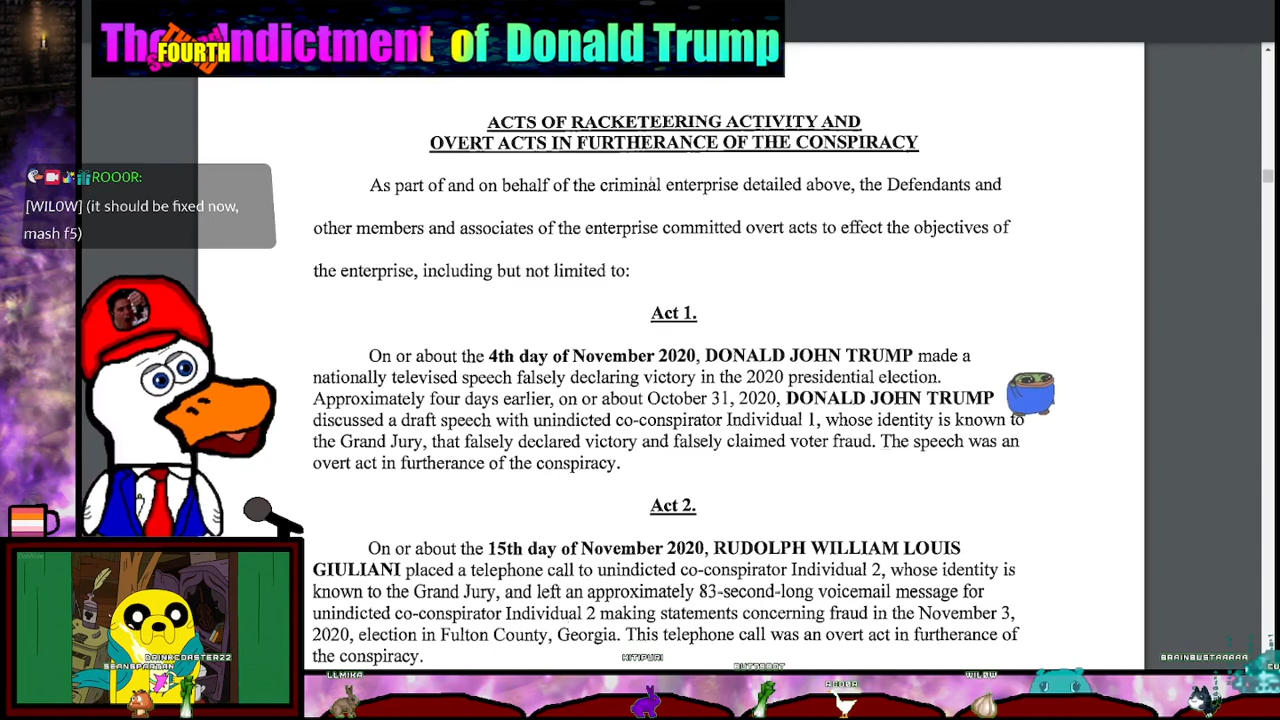 The THIRD Indictment of Donald Trump
FOURTH
ACTS OF RACKETEERING ACTIVITY AND
OVERT ACTS IN FURTHERANCE OF THE CONSPIRACY
As part of and on behalf of the criminal enterprise detailed above, the Defendants and
other members and associates of the enterprise committed overt acts to effect the objectives of
the enterprise, including but not limited to:
ROO0R:
[WIL0W] (it should be fixed now,
mash f5)
Act 1.
On or about the 4th day of November 2020, DONALD JOHN TRUMP made a
nationally televised speech falsely declaring victory in the 2020 presidential election.
Approximately four days earlier, on or about October 31, 2020, DONALD JOHN TRUMP
discussed a draft speech with unindicted co-conspirator Individual 1, whose identity is known to
the Grand Jury, that falsely declared victory and falsely claimed voter fraud. The speech was an
overt act in furtherance of the conspiracy.
Act 2.
On or about the 15th day of November 2020, RUDOLPH WILLIAM LOUIS
GIULIANI placed a telephone call to unindicted co-conspirator Individual 2, whose identity is
known to the Grand Jury, and left an approximately 83-second-long voicemail message for
unindicted co-conspirator Individual 2 making statements concerning fraud in the November 3,
2020, election in Fulton County, Georgia. This telephone call was an overt act in furtherance of
the conspiracy.
DRINKCOASTER22
SEANSPARTAN
LLMIKA
HITIPURI
BUTTABAT
ROO0R
WIL0W
BRAINBUSTAAAAA